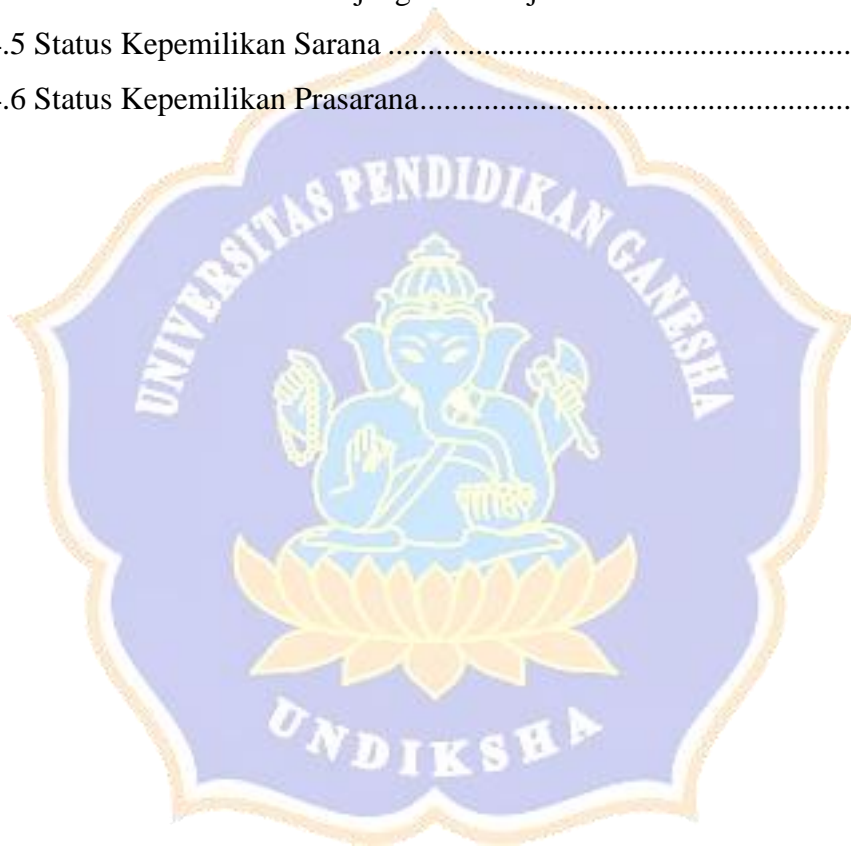 .5 Status Kepemilikan Sarana ..........................................................
.6 Status Kepemilikan Prasarana......................................................
UNIVERSITAS PENDIDIKAN GANESHA
UNDIKSHA